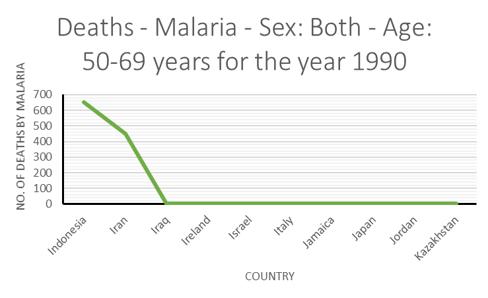 Deaths - Malaria - Sex: Both - Age:
50-69 years for the year 1990
NO. OF DEATHS BY MALARIA
700
600
500
400
300
200
100
0
Indonesia
Iran
Iraq
Ireland
Israel
Italy
Jamaica
Japan
Jordan
Kazakhstan
COUNTRY